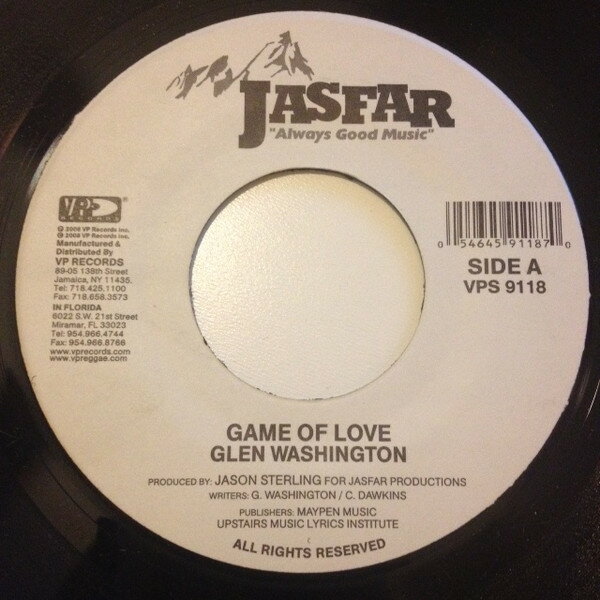 JASFAR
"Always Good Music"
VP
RECORDS
℗ 2008 VP Records Inc.
© 2008 VP Records Inc.
Manufactured &
Distributed By
VP RECORDS
89-05 138th Street
Jamaica, NY 11435.
Tel: 718.425.1100
Fax: 718.658.3573
IN FLORIDA
6022 S.W. 21st Street
Miramar, FL 33023
Tel: 954.966.4744
Fax: 954.966.8766
www.vprecords.com
www.vpreggae.com
0 54645 91187 0
SIDE A
VPS 9118
GAME OF LOVE
GLEN WASHINGTON
PRODUCED BY: JASON STERLING FOR JASFAR PRODUCTIONS
WRITERS: G. WASHINGTON / C. DAWKINS
PUBLISHERS: MAYPEN MUSIC
UPSTAIRS MUSIC LYRICS INSTITUTE
ALL RIGHTS RESERVED